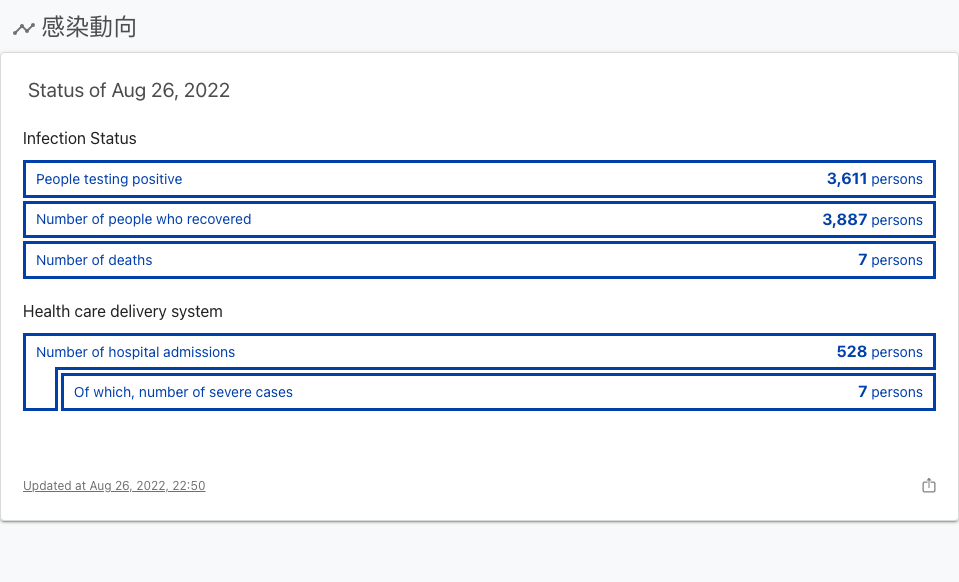 感染動向
Status of Aug 26, 2022
Infection Status
People testing positive 3,611 persons
Number of people who recovered 3,887 persons
Number of deaths 7 persons
Health care delivery system
Number of hospital admissions 528 persons
Of which, number of severe cases 7 persons
Updated at Aug 26, 2022, 22:50